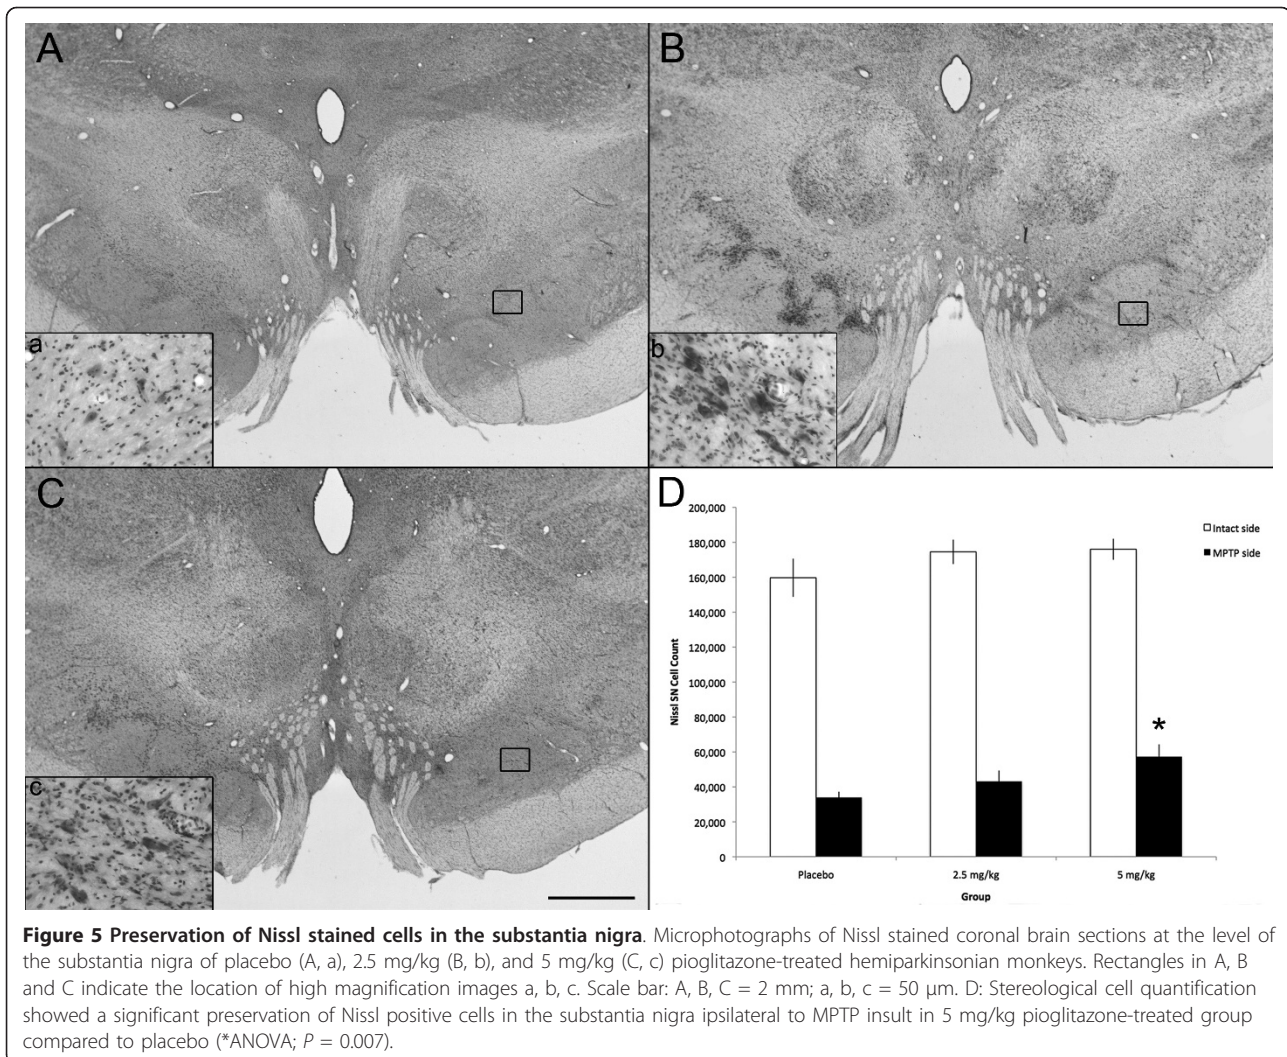 A
B
a
b
C
D
c
200,000
180,000
160,000
140,000
120,000
100,000
80,000
60,000
40,000
20,000
0
Nissl SN Cell Count
Intact side
MPTP side
*
Placebo
2.5 mg/kg
5 mg/kg
Group
Figure 5 Preservation of Nissl stained cells in the substantia nigra. Microphotographs of Nissl stained coronal brain sections at the level of
the substantia nigra of placebo (A, a), 2.5 mg/kg (B, b), and 5 mg/kg (C, c) pioglitazone-treated hemiparkinsonian monkeys. Rectangles in A, B
and C indicate the location of high magnification images a, b, c. Scale bar: A, B, C = 2 mm; a, b, c = 50 μm. D: Stereological cell quantification
showed a significant preservation of Nissl positive cells in the substantia nigra ipsilateral to MPTP insult in 5 mg/kg pioglitazone-treated group
compared to placebo (*ANOVA; P = 0.007).